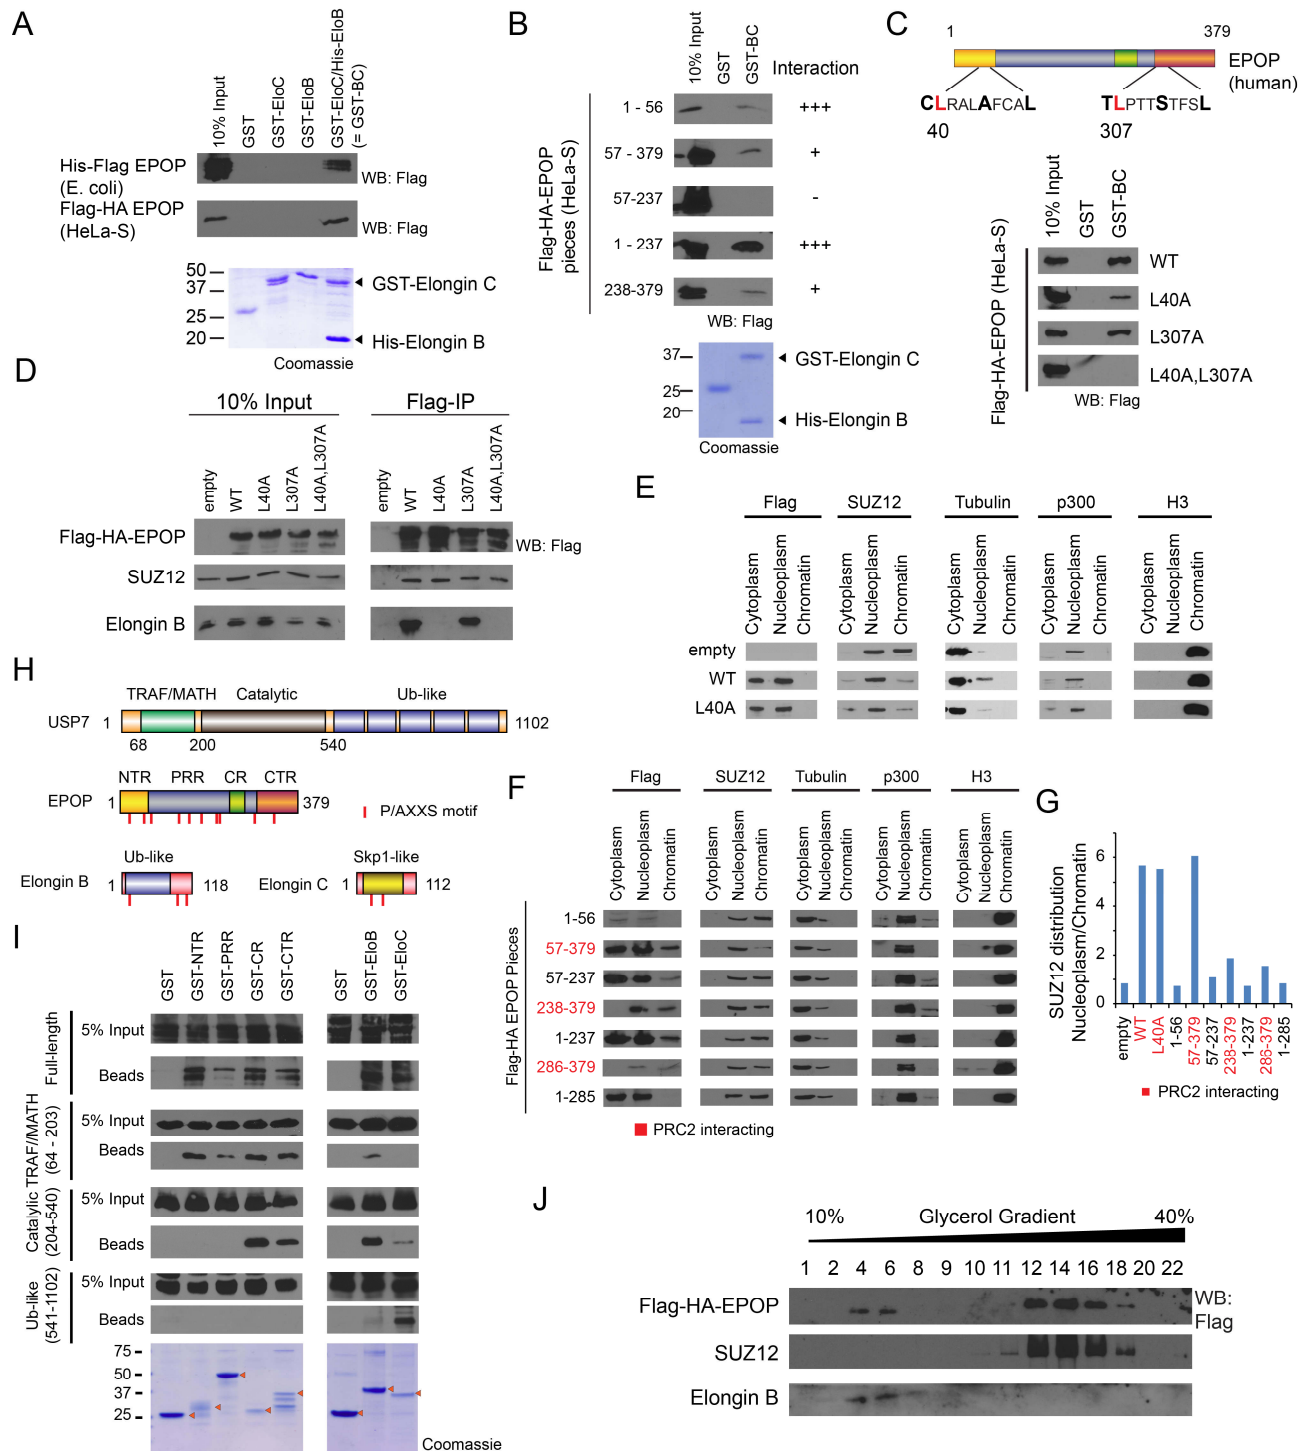 A
10% Input
GST
GST-EloC
GST-EloB
GST-EloC/His-EloB
(= GST-BC)
His-Flag EPOP
(E. coli)
WB: Flag
Flag-HA EPOP
(HeLa-S)
WB: Flag
50
37
25
20
GST-Elongin C
His-Elongin B
Coomassie
B
10% Input
GST
GST-BC
Interaction
Flag-HA-EPOP
pieces (HeLa-S)
1 - 56 +++
57 - 379 +
57-237 -
1 - 237 +++
238-379 +
WB: Flag
37
25
20
GST-Elongin C
His-Elongin B
Coomassie
C
1 379
EPOP
(human)
CLRALAFCAL
40
TLPTTSTFSL
307
10% Input
GST
GST-BC
Flag-HA-EPOP (HeLa-S)
WT
L40A
L307A
L40A,L307A
WB: Flag
D
10% Input Flag-IP
empty
WT
L40A
L307A
L40A,L307A
empty
WT
L40A
L307A
L40A,L307A
Flag-HA-EPOP
WB: Flag
SUZ12
Elongin B
E
Flag SUZ12 Tubulin p300 H3
Cytoplasm
Nucleoplasm
Chromatin
Cytoplasm
Nucleoplasm
Chromatin
Cytoplasm
Nucleoplasm
Chromatin
Cytoplasm
Nucleoplasm
Chromatin
Cytoplasm
Nucleoplasm
Chromatin
empty
WT
L40A
H
TRAF/MATH Catalytic Ub-like
USP7 1 1102
68 200 540
NTR PRR CR CTR
EPOP 1 379
P/AXXS motif
Ub-like
Elongin B 1 118
Skp1-like
Elongin C 1 112
F
Flag SUZ12 Tubulin p300 H3
Cytoplasm
Nucleoplasm
Chromatin
Cytoplasm
Nucleoplasm
Chromatin
Cytoplasm
Nucleoplasm
Chromatin
Cytoplasm
Nucleoplasm
Chromatin
Cytoplasm
Nucleoplasm
Chromatin
Flag-HA EPOP Pieces
1-56
57-379
57-237
238-379
1-237
286-379
1-285
PRC2 interacting
G
SUZ12 distribution
Nucleoplasm/Chromatin
6
4
2
0
empty
WT
L40A
1-56
57-379
57-237
238-379
1-237
286-379
1-285
PRC2 interacting
I
GST
GST-NTR
GST-PRR
GST-CR
GST-CTR
GST
GST-EloB
GST-EloC
Full-length
5% Input
Beads
TRAF//MATH
(64 - 203)
5% Input
Beads
Cataiylic
(204-540)
5% Input
Beads
Ub-like
(541-1102)
5% Input
Beads
75
50
37
25
Coomassie
J
10% Glycerol Gradient 40%
1 2 4 6 8 9 10 11 12 14 16 18 20 22
Flag-HA-EPOP
WB:
Flag
SUZ12
Elongin B